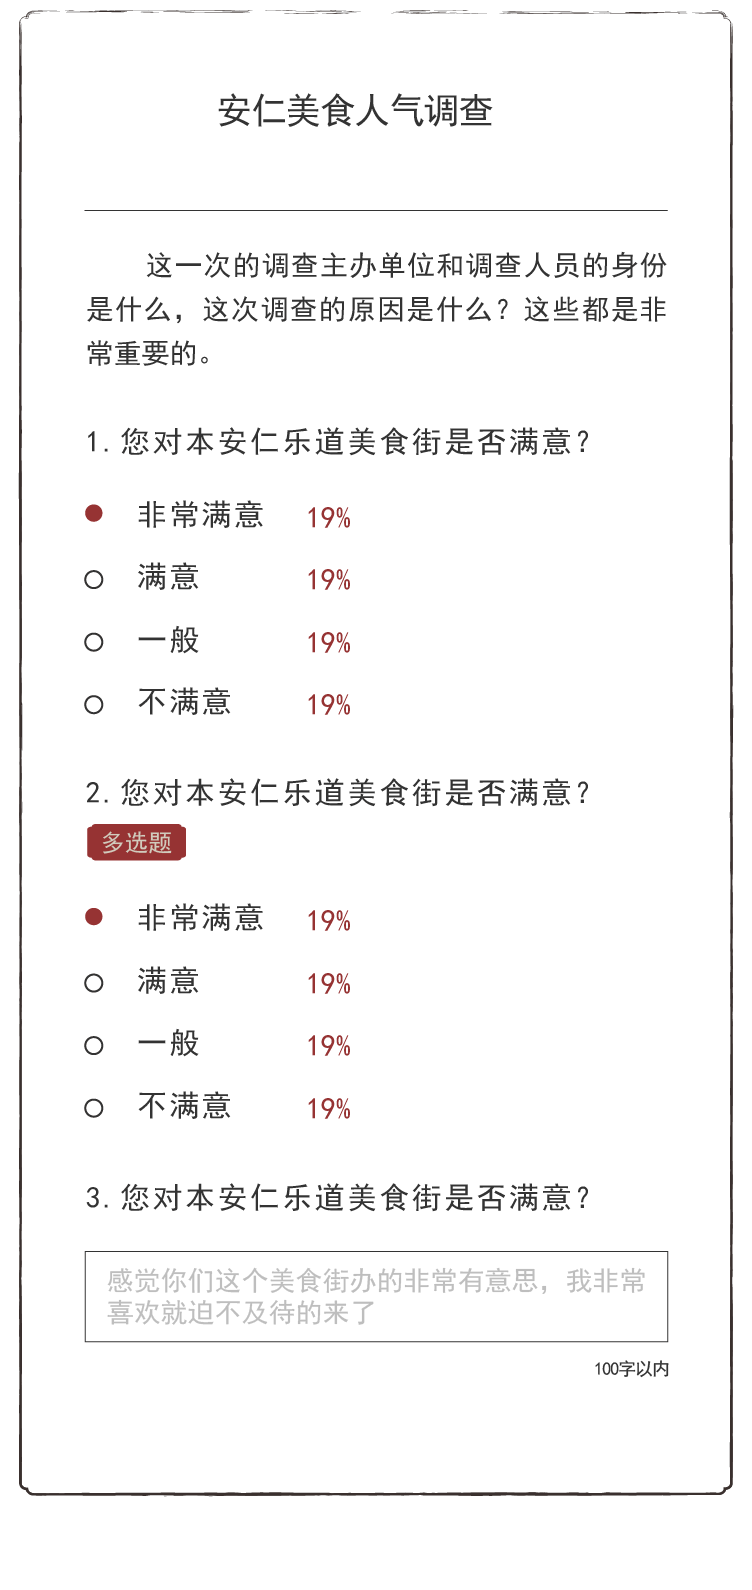 安仁美食人气调查
这一次的调查主办单位和调查人员的身份
是什么，这次调查的原因是什么？这些都是非
常重要的。
1.您对本安仁乐道美食街是否满意？
非常满意 19%
满意 19%
一般 19%
不满意 19%
2.您对本安仁乐道美食街是否满意？
多选题
非常满意 19%
满意 19%
一般 19%
不满意 19%
3.您对本安仁乐道美食街是否满意？
感觉你们这个美食街办的非常有意思，我非常
喜欢就迫不及待的来了
100字以内